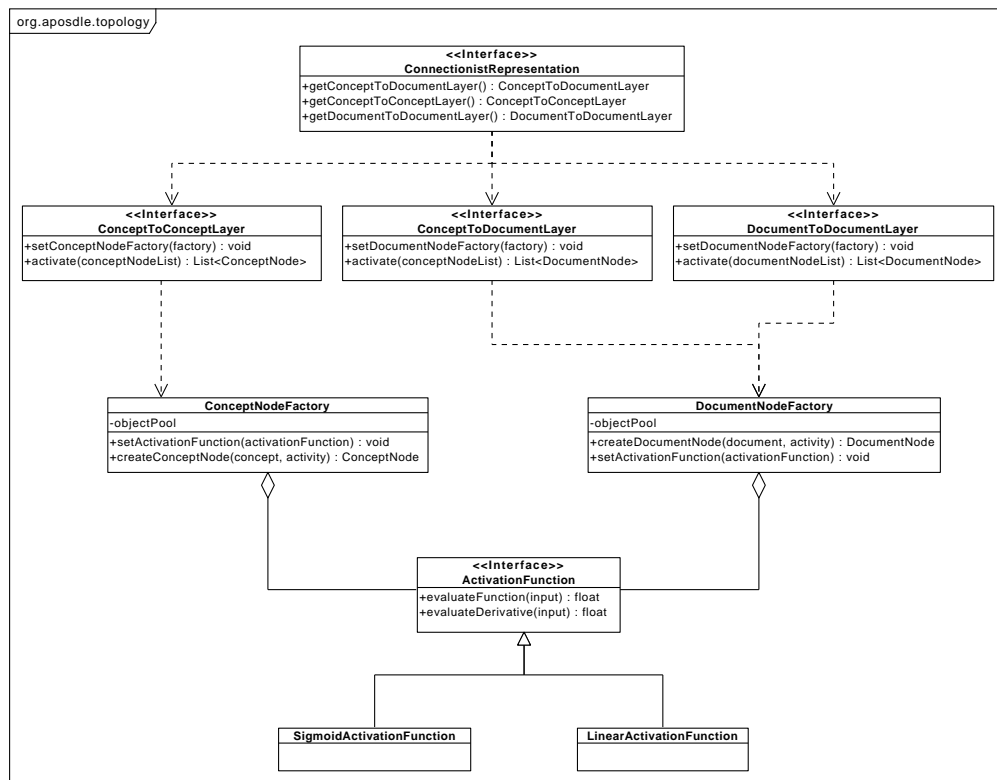 org.aposdle.topology
<<Interface>>
ConnectionistRepresentation
+getConceptToDocumentLayer() : ConceptToDocumentLayer
+getConceptToConceptLayer() : ConceptToConceptLayer
+getDocumentToDocumentLayer() : DocumentToDocumentLayer
<<Interface>>
ConceptToConceptLayer
+setConceptNodeFactory(factory) : void
+activate(conceptNodeList) : List<ConceptNode>
<<Interface>>
ConceptToDocumentLayer
+setDocumentNodeFactory(factory) : void
+activate(conceptNodeList) : List<DocumentNode>
<<Interface>>
DocumentToDocumentLayer
+setDocumentNodeFactory(factory) : void
+activate(documentNodeList) : List<DocumentNode>
ConceptNodeFactory
-objectPool
+setActivationFunction(activationFunction) : void
+createConceptNode(concept, activity) : ConceptNode
DocumentNodeFactory
-objectPool
+createDocumentNode(document, activity) : DocumentNode
+setActivationFunction(activationFunction) : void
<<Interface>>
ActivationFunction
+evaluateFunction(input) : float
+evaluateDerivative(input) : float
SigmoidActivationFunction
LinearActivationFunction